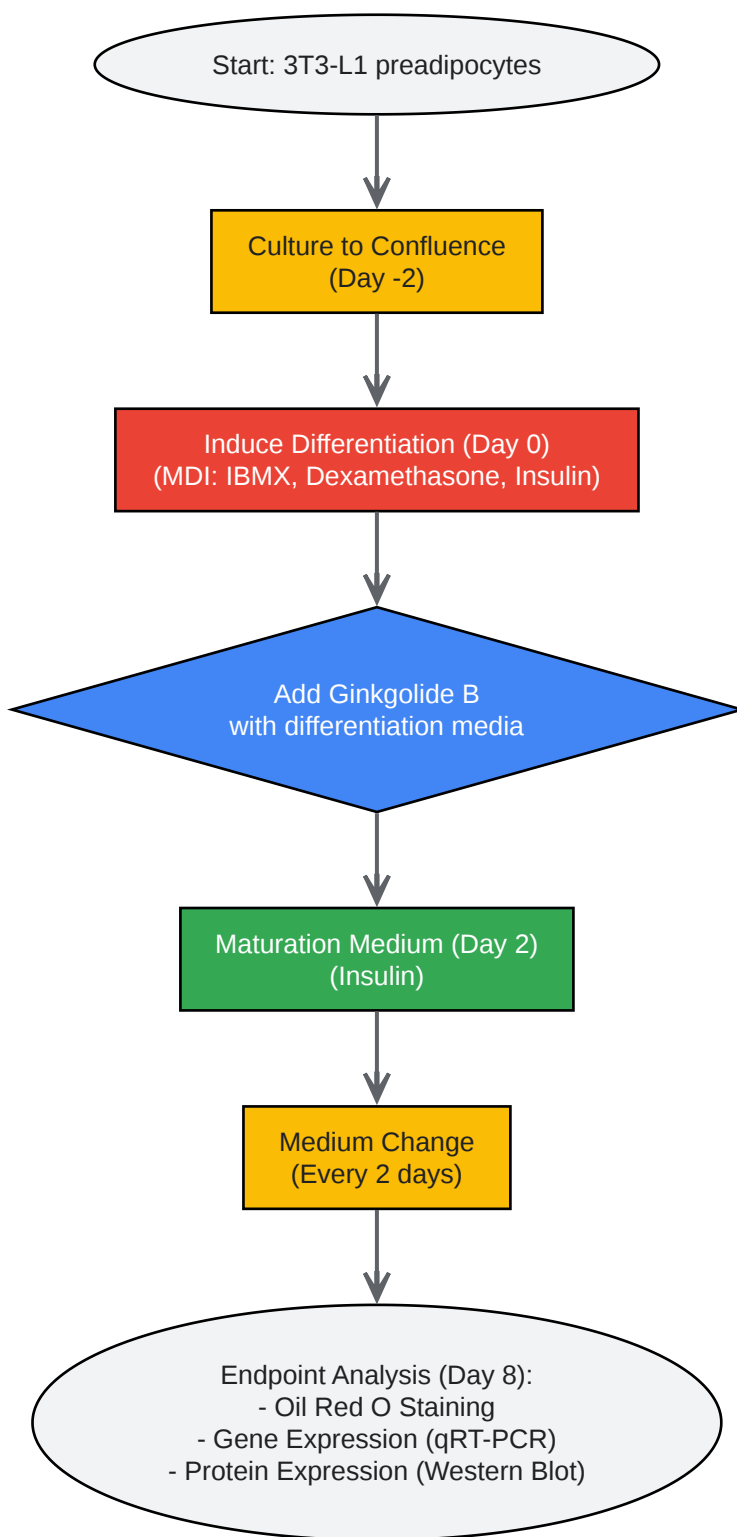 Start: 3T3-L1 preadipocytes
Culture to Confluence
(Day -2)
Induce Differentiation (Day 0)
(MDI: IBMX, Dexamethasone, Insulin)
Add Ginkgolide B
with differentiation media
Maturation Medium (Day 2)
(Insulin)
Medium Change
(Every 2 days)
Endpoint Analysis (Day 8):
- Oil Red O Staining
- Gene Expression (qRT-PCR)
- Protein Expression (Western Blot)